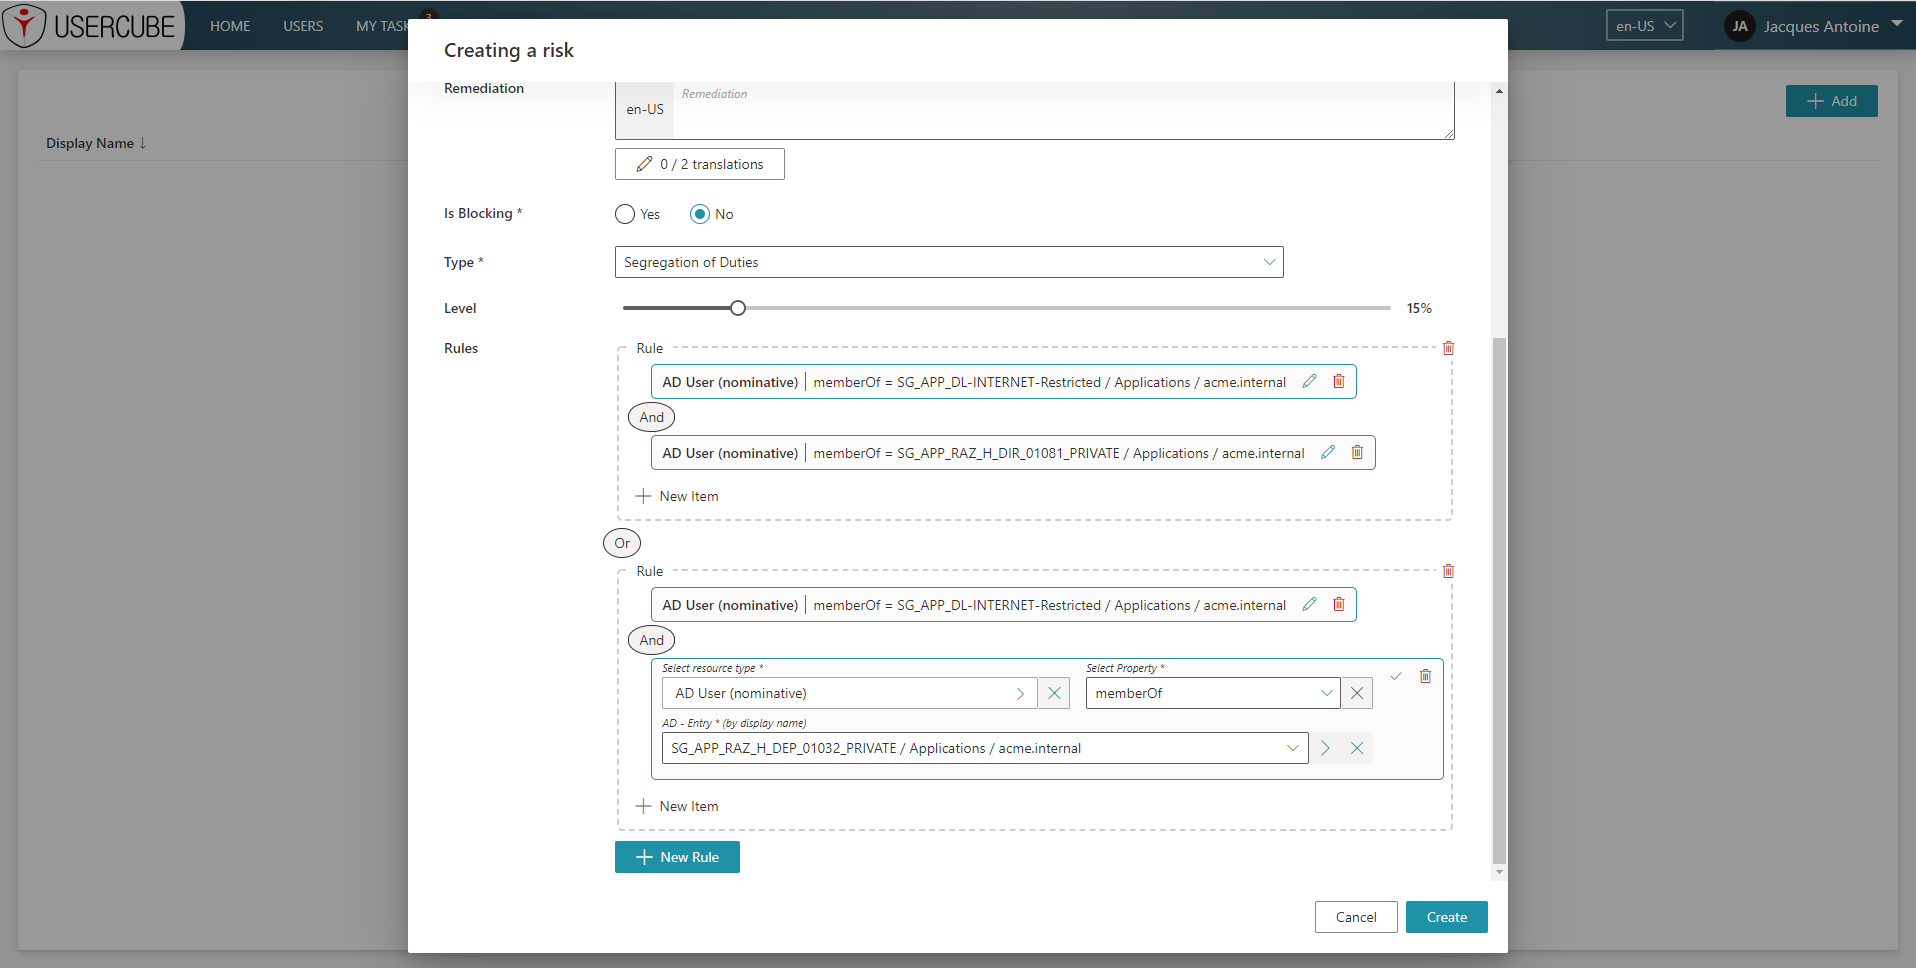 USERCUBE
HOME
USERS
MY TASK
3
en-US
JA
Jacques Antoine
Add
Display Name
Creating a risk
Remediation
en-US
Remediation
0 / 2 translations
Is Blocking *
Yes
No
Type *
Segregation of Duties
Level
15%
Rules
Rule
AD User (nominative) memberOf = SG_APP_DL-INTERNET-Restricted / Applications / acme.internal
And
AD User (nominative) memberOf = SG_APP_RAZ_H_DIR_01081_PRIVATE / Applications / acme.internal
New Item
Or
Rule
AD User (nominative) memberOf = SG_APP_DL-INTERNET-Restricted / Applications / acme.internal
And
Select resource type *
Select Property *
AD User (nominative)
memberOf
AD - Entry * (by display name)
SG_APP_RAZ_H_DEP_01032_PRIVATE / Applications / acme.internal
New Item
New Rule
Cancel
Create